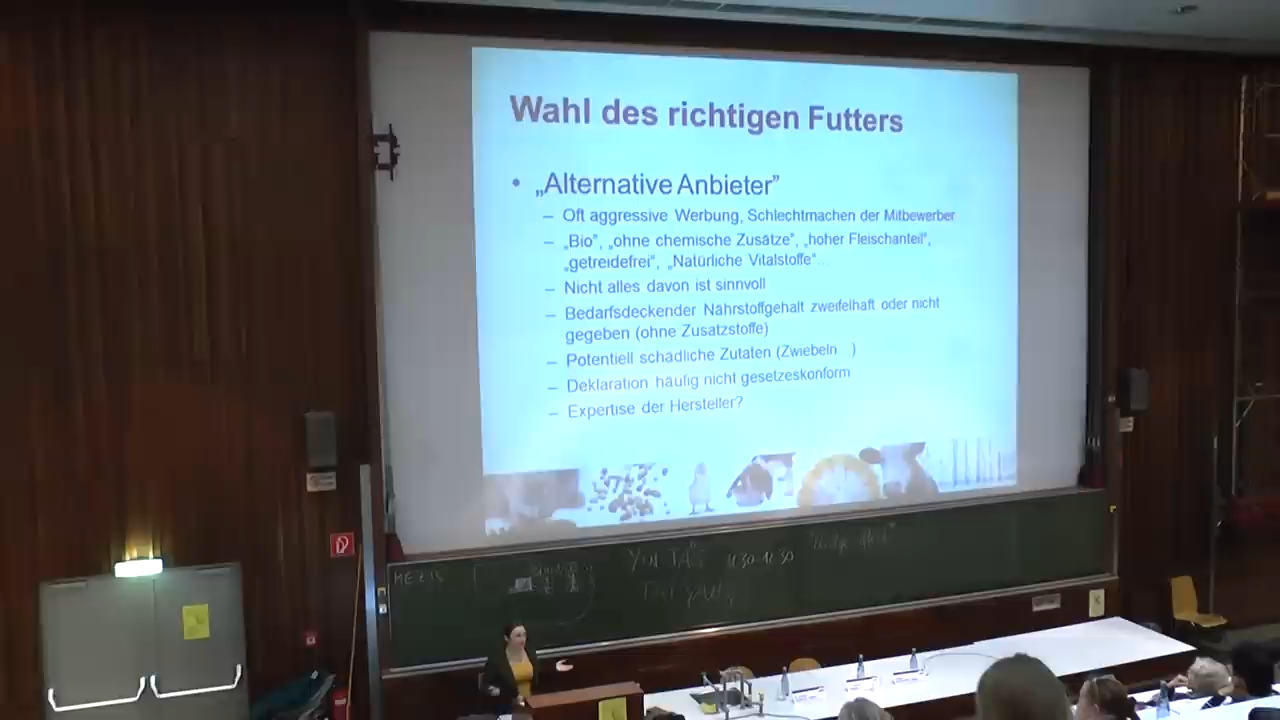 Wahl des richtigen Futters
• „Alternative Anbieter"
– Oft aggressive Werbung, Schlechtmachen der Mitbewerber
– „Bio", „ohne chemische Zusätze", „hoher Fleischanteil",
„getreidefrei", „Natürliche Vitalstoffe"...
– Nicht alles davon ist sinnvoll
– Bedarfsdeckender Nährstoffgehalt zweifelhaft oder nicht
gegeben (ohne Zusatzstoffe)
– Potentiell schädliche Zutaten (Zwiebeln )
– Deklaration häufig nicht gesetzeskonform
– Expertise der Hersteller?